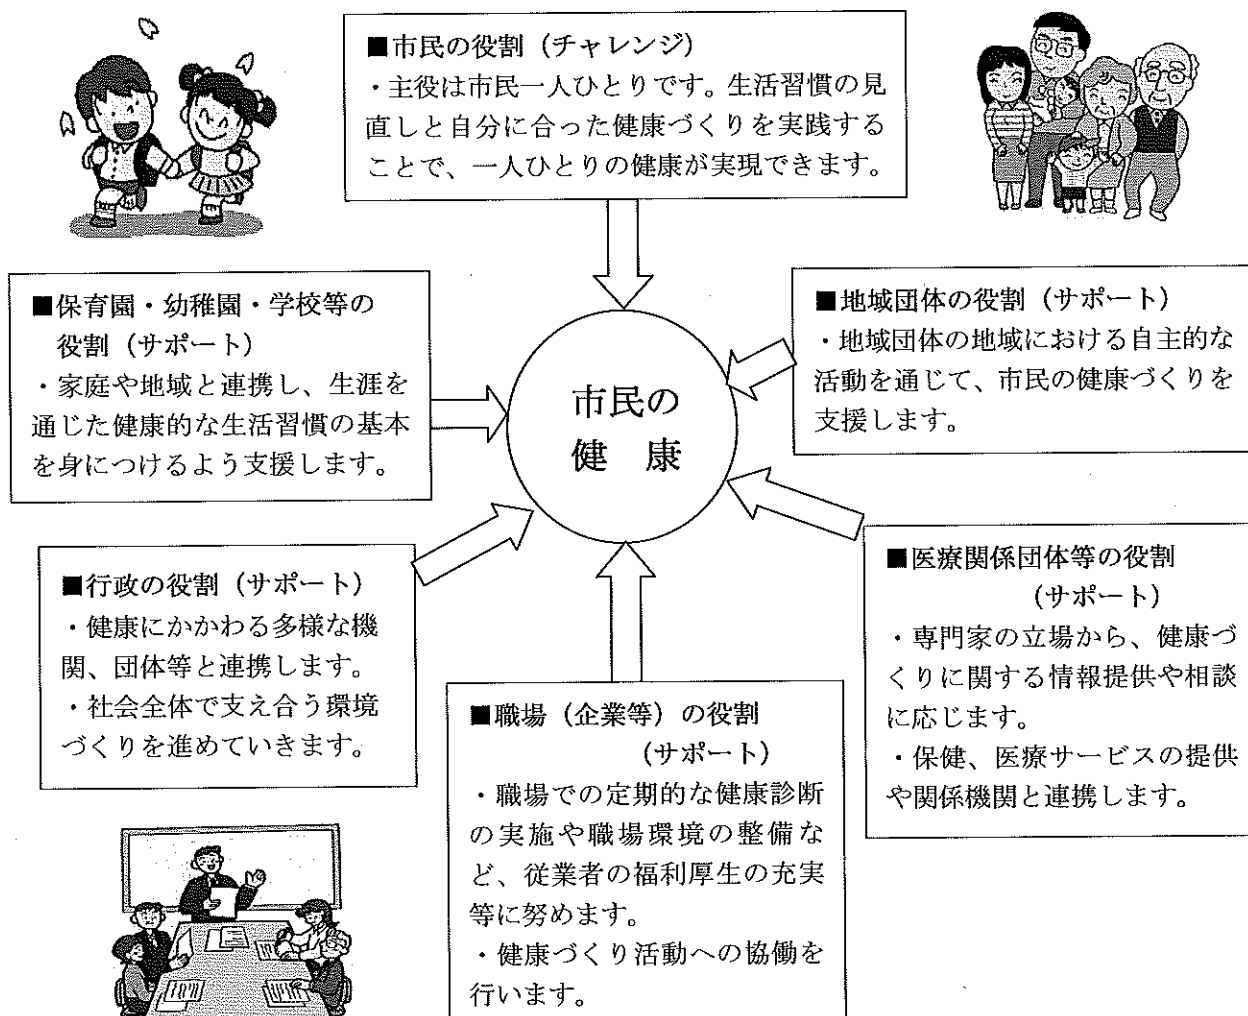 ■市民の役割（チャレンジ）
・主役は市民一人ひとりです。生活習慣の見
直しと自分に合った健康づくりを実践する
ことで、一人ひとりの健康が実現できます。
■保育園・幼稚園・学校等の
役割（サポート）
・家庭や地域と連携し、生涯を
通じた健康的な生活習慣の基本
を身につけるよう支援します。
■地域団体の役割（サポート）
・地域団体の地域における自主的な
活動を通じて、市民の健康づくりを
支援します。
市民の
健　康
■行政の役割（サポート）
・健康にかかわる多様な機
関、団体等と連携します。
・社会全体で支え合う環境
づくりを進めていきます。
■職場（企業等）の役割
（サポート）
・職場での定期的な健康診断
の実施や職場環境の整備な
ど、従業者の福利厚生の充実
等に努めます。
・健康づくり活動への協働を
行います。
■医療関係団体等の役割
（サポート）
・専門家の立場から、健康づ
くりに関する情報提供や相談
に応じます。
・保健、医療サービスの提供
や関係機関と連携します。